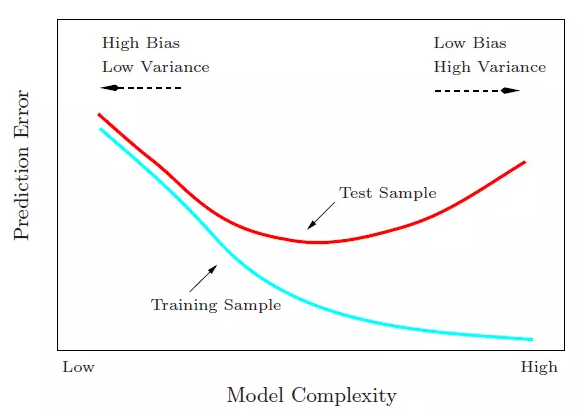 High Bias
Low Variance
Low Bias
High Variance
Prediction Error
Test Sample
Training Sample
Low
High
Model Complexity